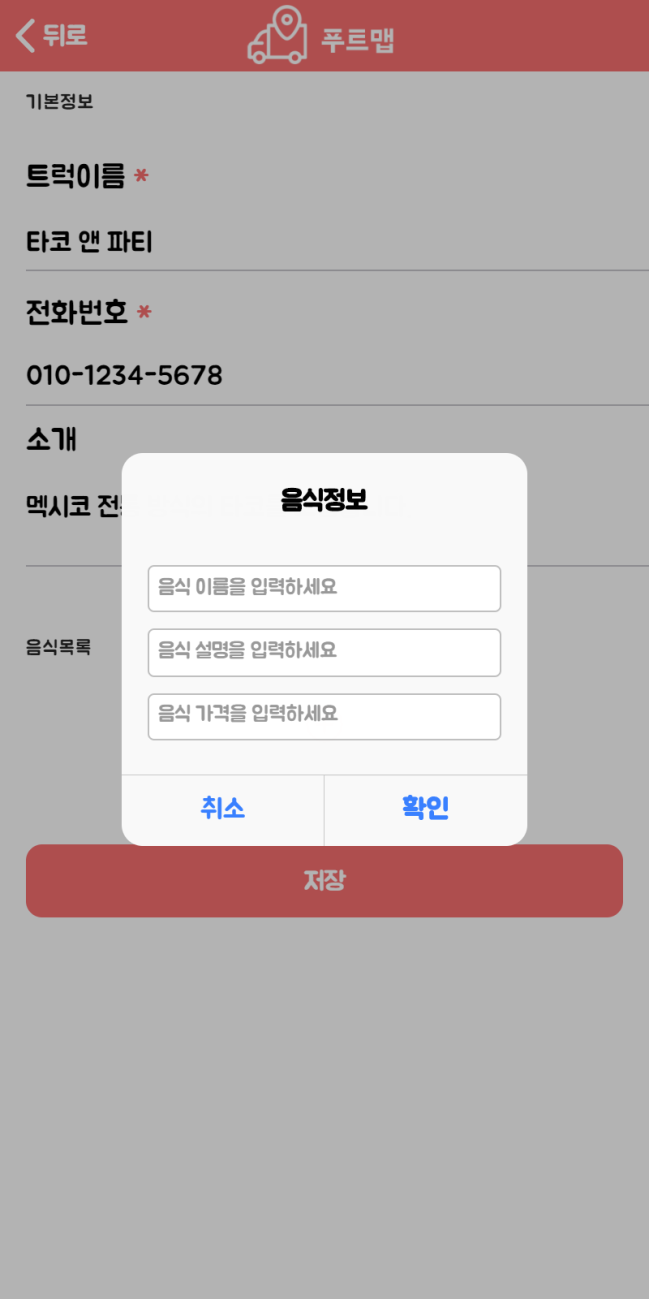 뒤로
푸트맵
기본정보
트럭이름 *
타코 앤 파티
전화번호 *
010-1234-5678
소개
멕시코
음식정보
음식 이름을 입력하세요
음식 설명을 입력하세요
음식목록
음식 가격을 입력하세요
취소
확인
저장